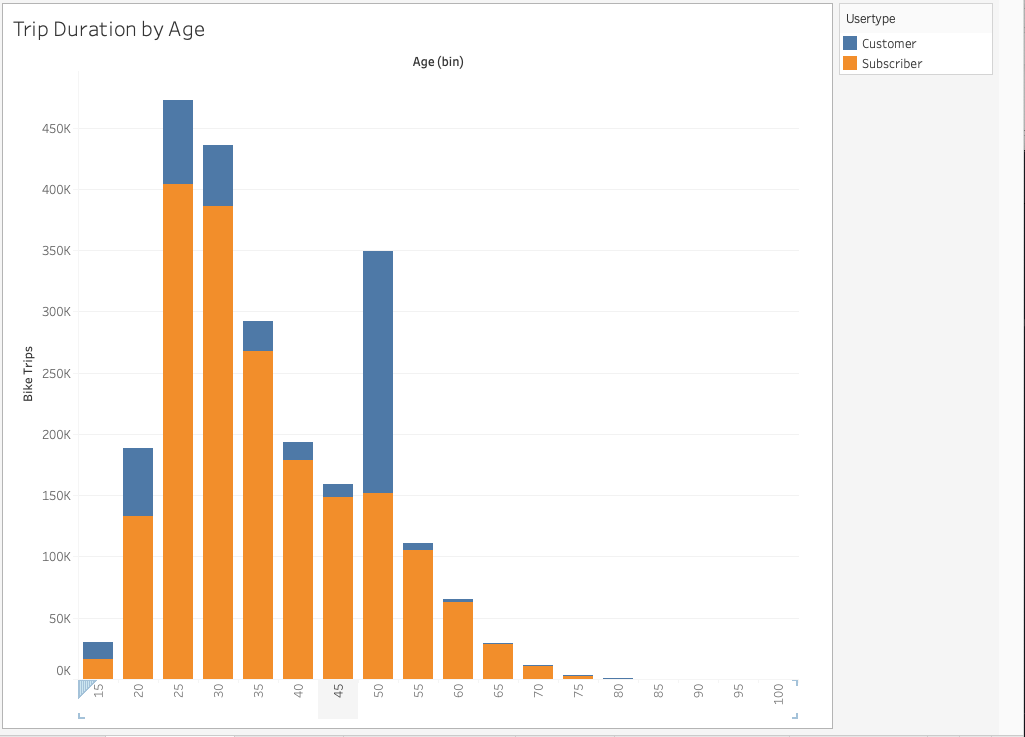 Trip Duration by Age
Age (bin)
450K
400K
350K
300K
250K
200K
150K
100K
50K
0K
Bike Trips
15
20
25
30
35
40
45
50
55
60
65
70
75
80
85
90
95
100
Usertype
Customer
Subscriber